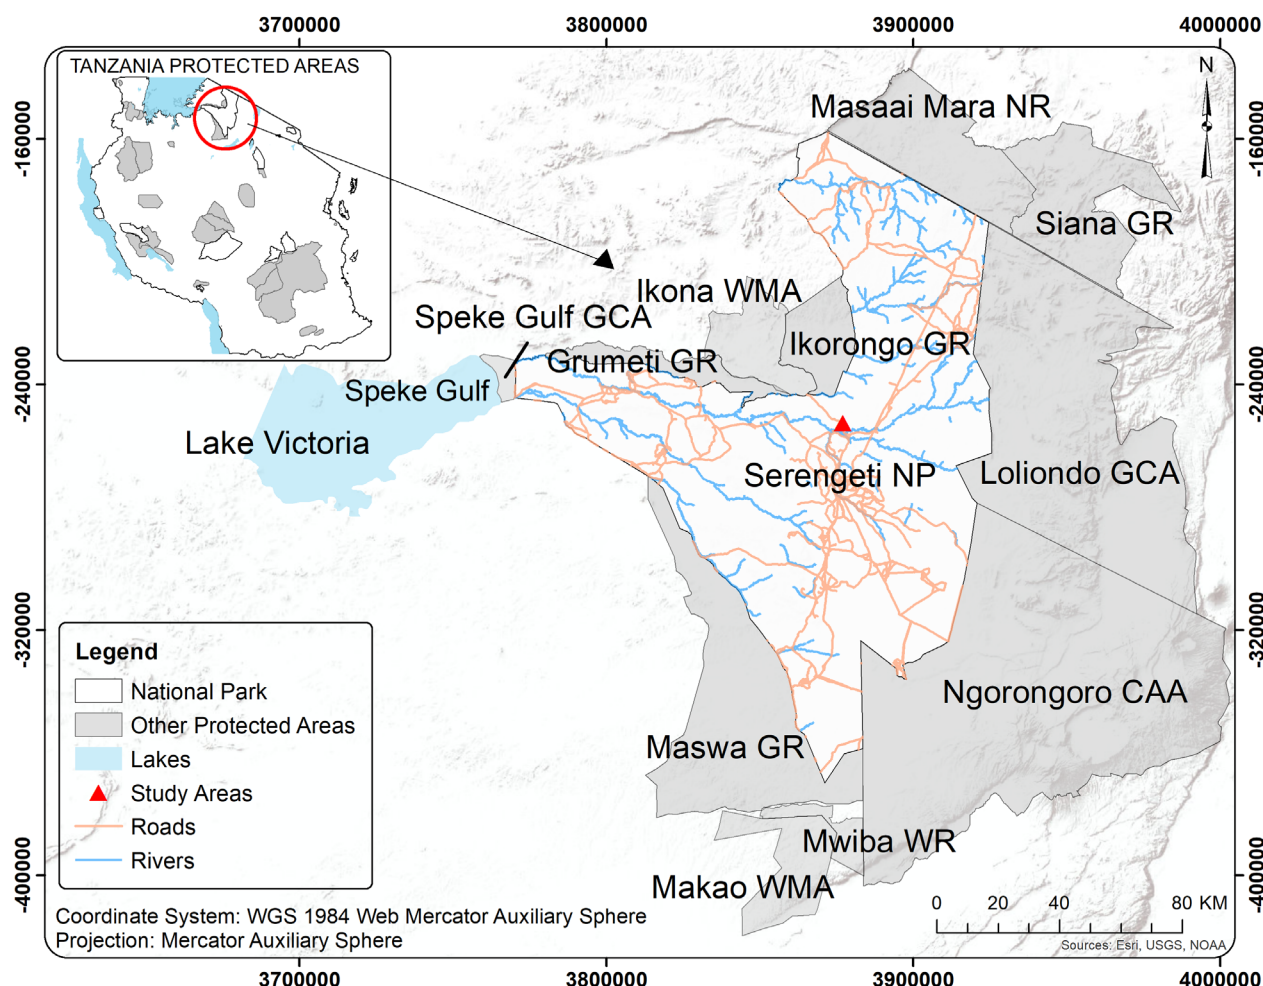 3700000
3800000
3900000
4000000
TANZANIA PROTECTED AREAS
N
Masaai Mara NR
-160000
-160000
Siana GR
Ikona WMA
Speke Gulf GCA
Ikorongo GR
Grumeti GR
Speke Gulf
-240000
-240000
Lake Victoria
Serengeti NP
Loliondo GCA
-320000
-320000
Legend
National Park
Other Protected Areas
Lakes
Study Areas
Roads
Rivers
Ngorongoro CAA
Maswa GR
Mwiba WR
Makao WMA
-400000
-400000
0 20 40 80 KM
Coordinate System: WGS 1984 Web Mercator Auxiliary Sphere
Projection: Mercator Auxiliary Sphere
Sources: Esri, USGS, NOAA
3700000
3800000
3900000
4000000